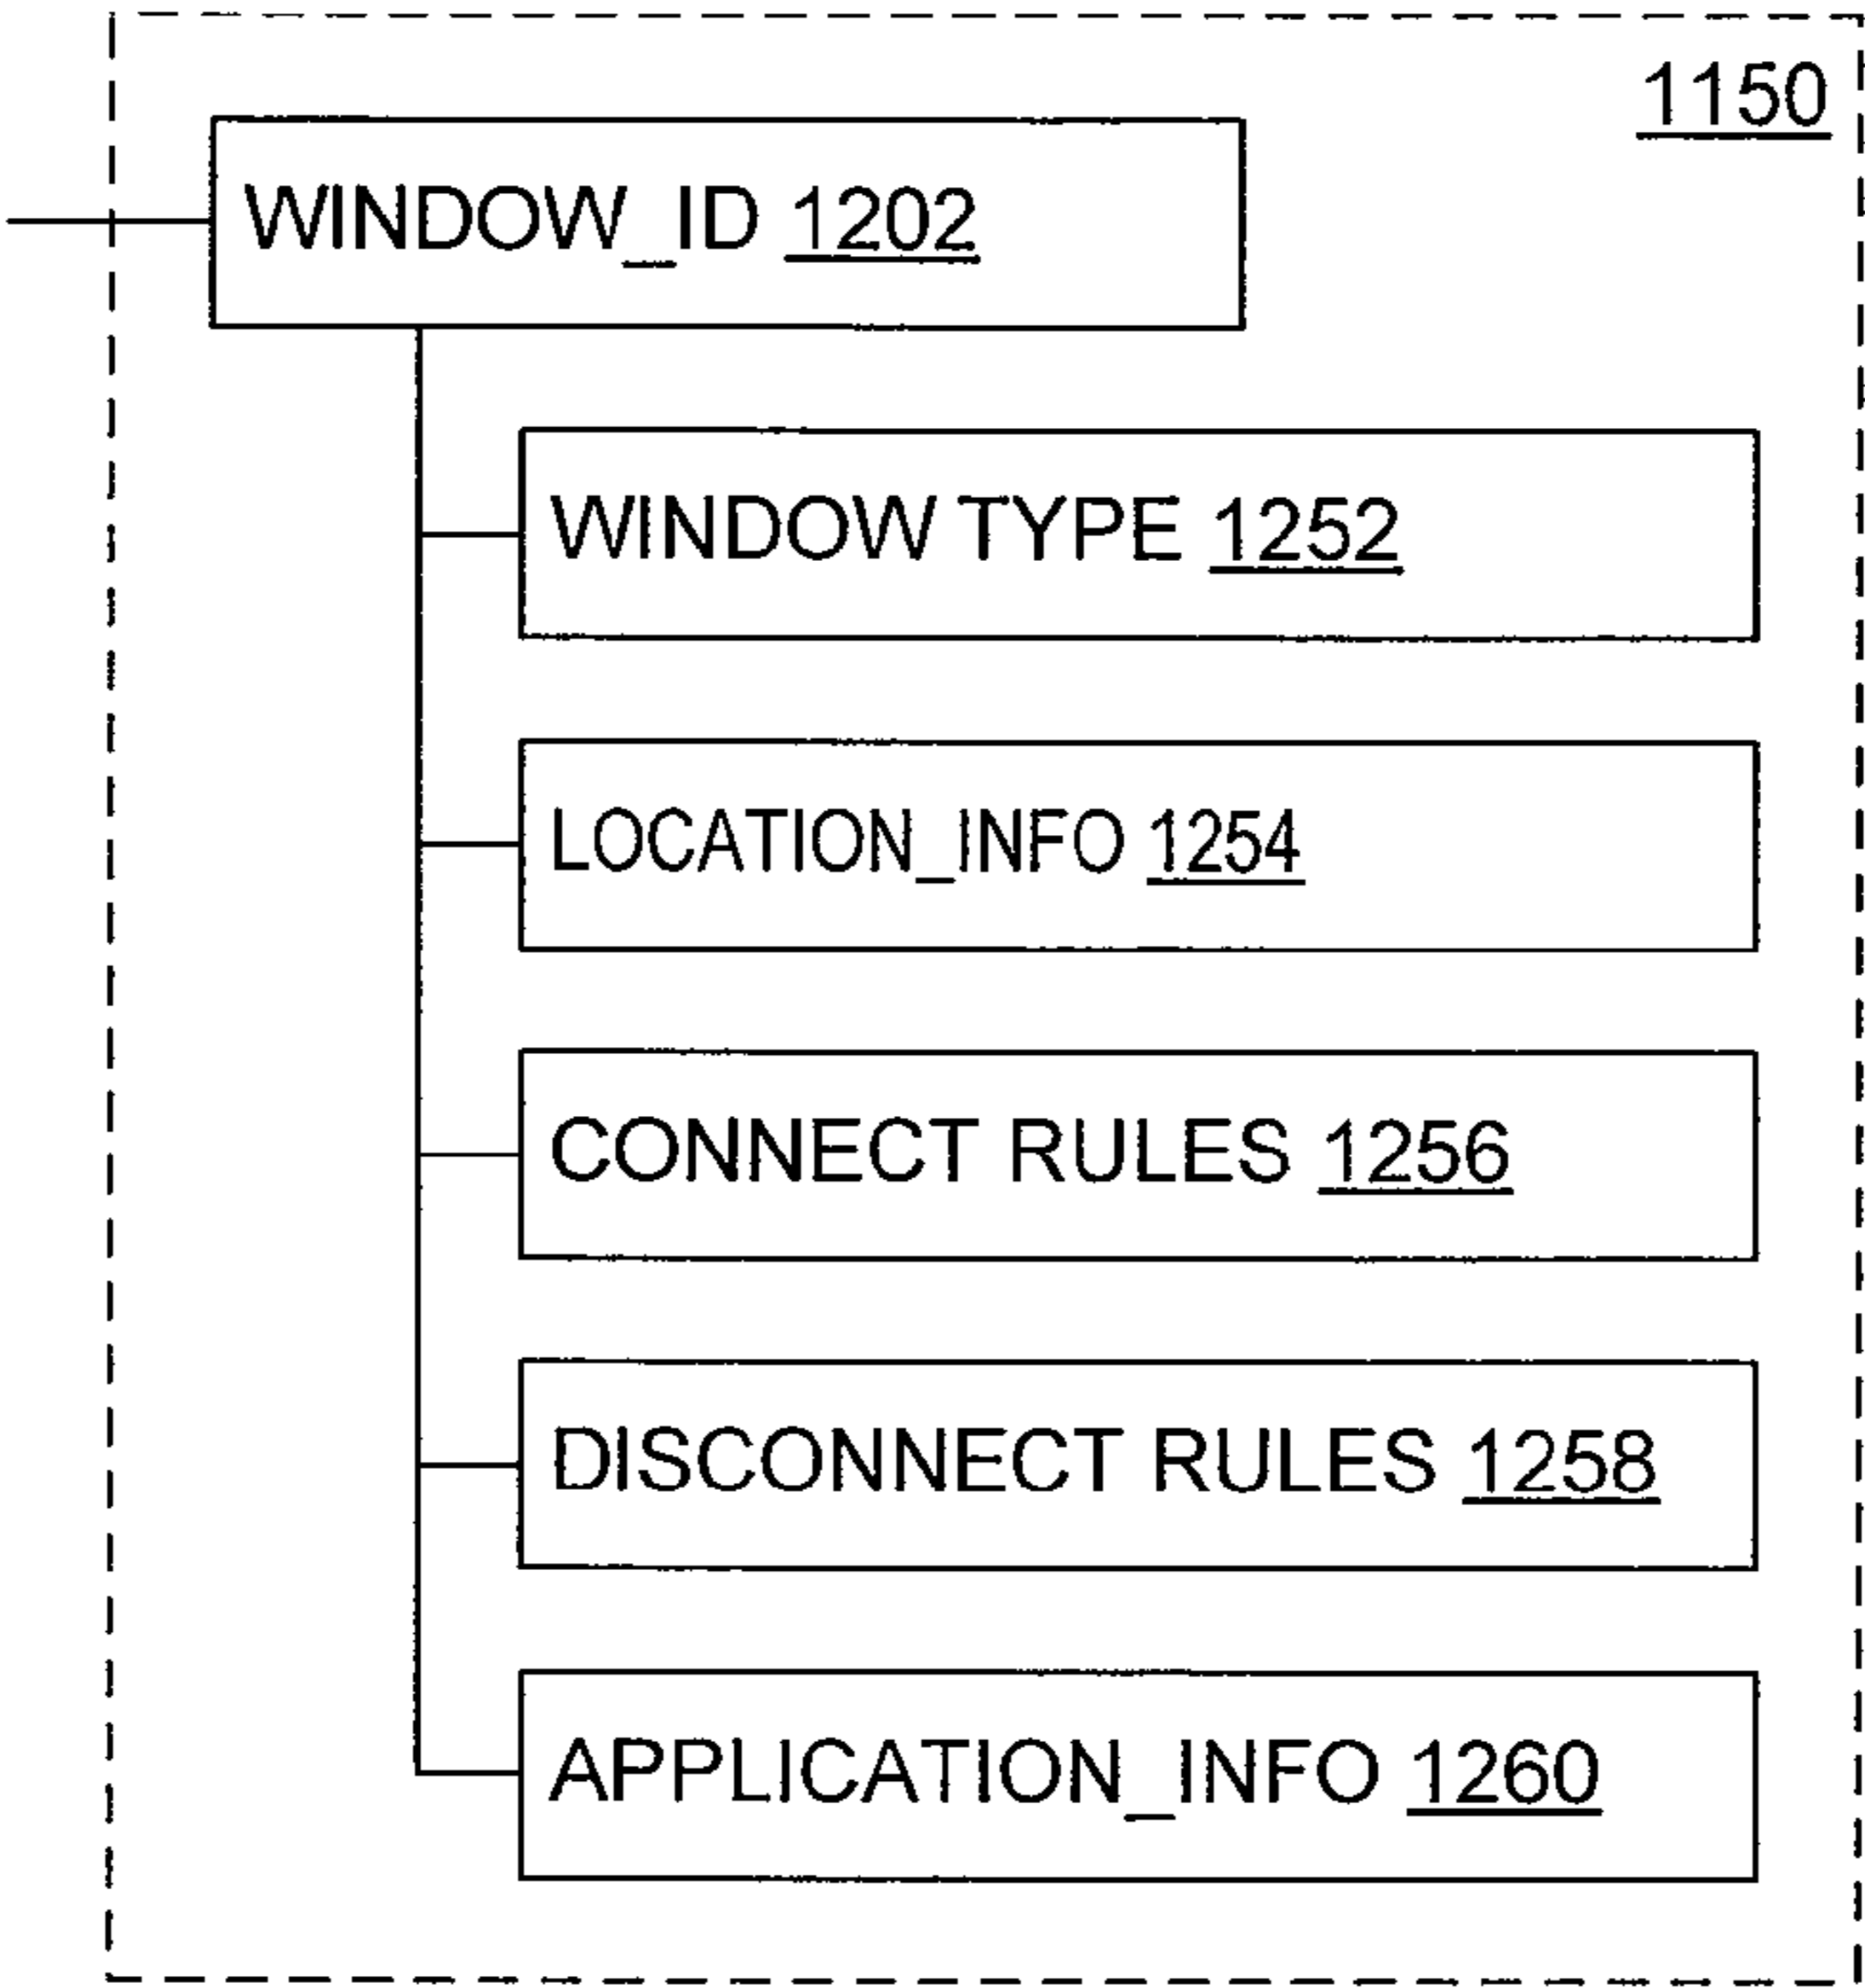 1150
WINDOW_ID 1202
WINDOW TYPE 1252
LOCATION_INFO 1254
CONNECT RULES 1256
DISCONNECT RULES 1258
APPLICATION_INFO 1260